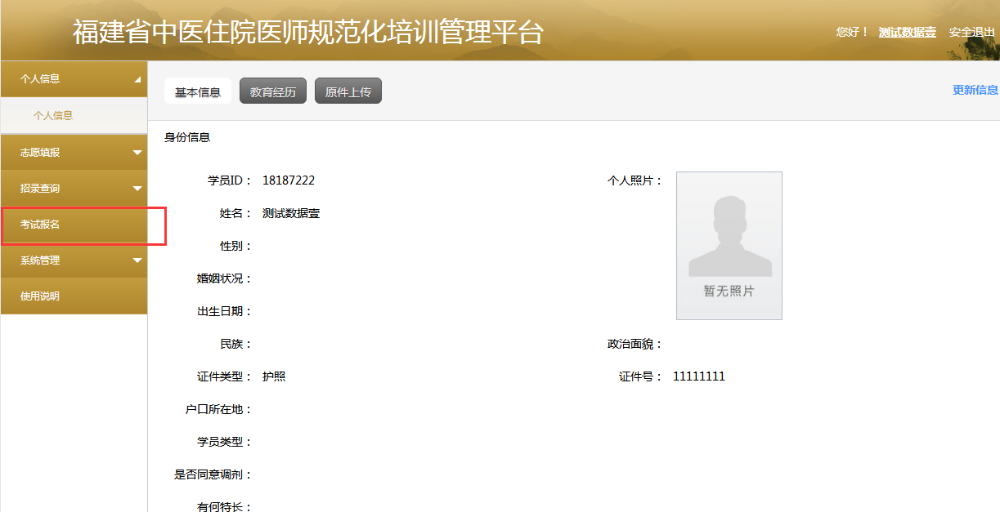 福建省中医住院医师规范化培训管理平台
您好！ 测试数据壹 安全退出
个人信息
个人信息
志愿填报
招录查询
考试报名
系统管理
使用说明
基本信息 教育经历 原件上传
更新信息
身份信息
学员ID： 18187222
个人照片：
暂无照片
姓名： 测试数据壹
性别：
婚姻状况：
出生日期：
民族：
政治面貌：
证件类型： 护照
证件号： 11111111
户口所在地：
学员类型：
是否同意调剂：
有何特长：